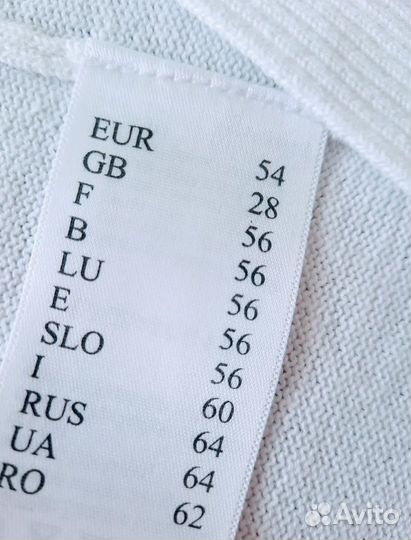 EUR 54
GB 28
F 56
B 56
LU 56
E 56
SLO 56
I 60
RUS 64
UA 64
RO 62
Avito